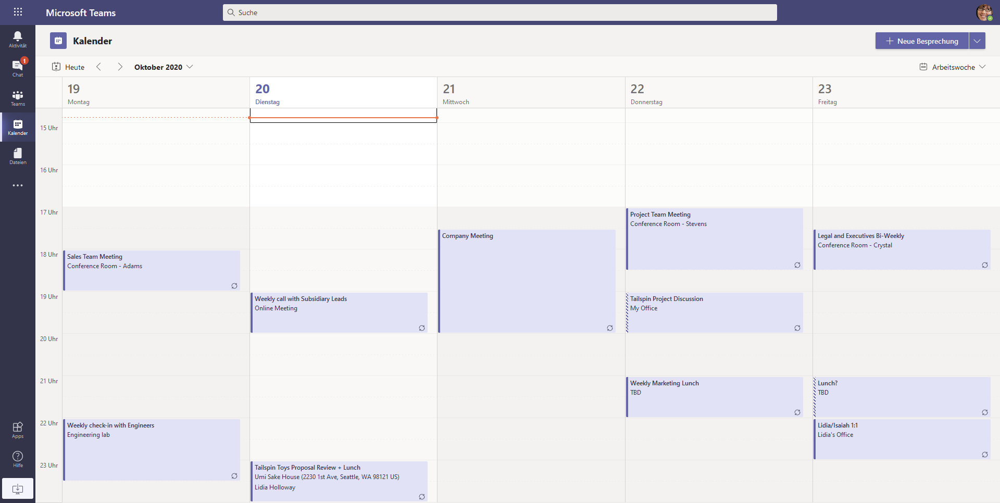 Microsoft Teams
Suche
Aktivität
1
Chat
Teams
Kalender
Dateien
Apps
Hilfe
Kalender
Neue Besprechung
Heute
Oktober 2020
Arbeitswoche
19
Montag
20
Dienstag
21
Mittwoch
22
Donnerstag
23
Freitag
15 Uhr
16 Uhr
17 Uhr
18 Uhr
19 Uhr
20 Uhr
21 Uhr
22 Uhr
23 Uhr
Sales Team Meeting
Conference Room - Adams
Weekly check-in with Engineers
Engineering lab
Weekly call with Subsidiary Leads
Online Meeting
Tailspin Toys Proposal Review + Lunch
Umi Sake House (2230 1st Ave, Seattle, WA 98121 US)
Lidia Holloway
Company Meeting
Project Team Meeting
Conference Room - Stevens
Tailspin Project Discussion
My Office
Weekly Marketing Lunch
TBD
Legal and Executives Bi-Weekly
Conference Room - Crystal
Lunch?
TBD
Lidia/Isaiah 1:1
Lidia's Office